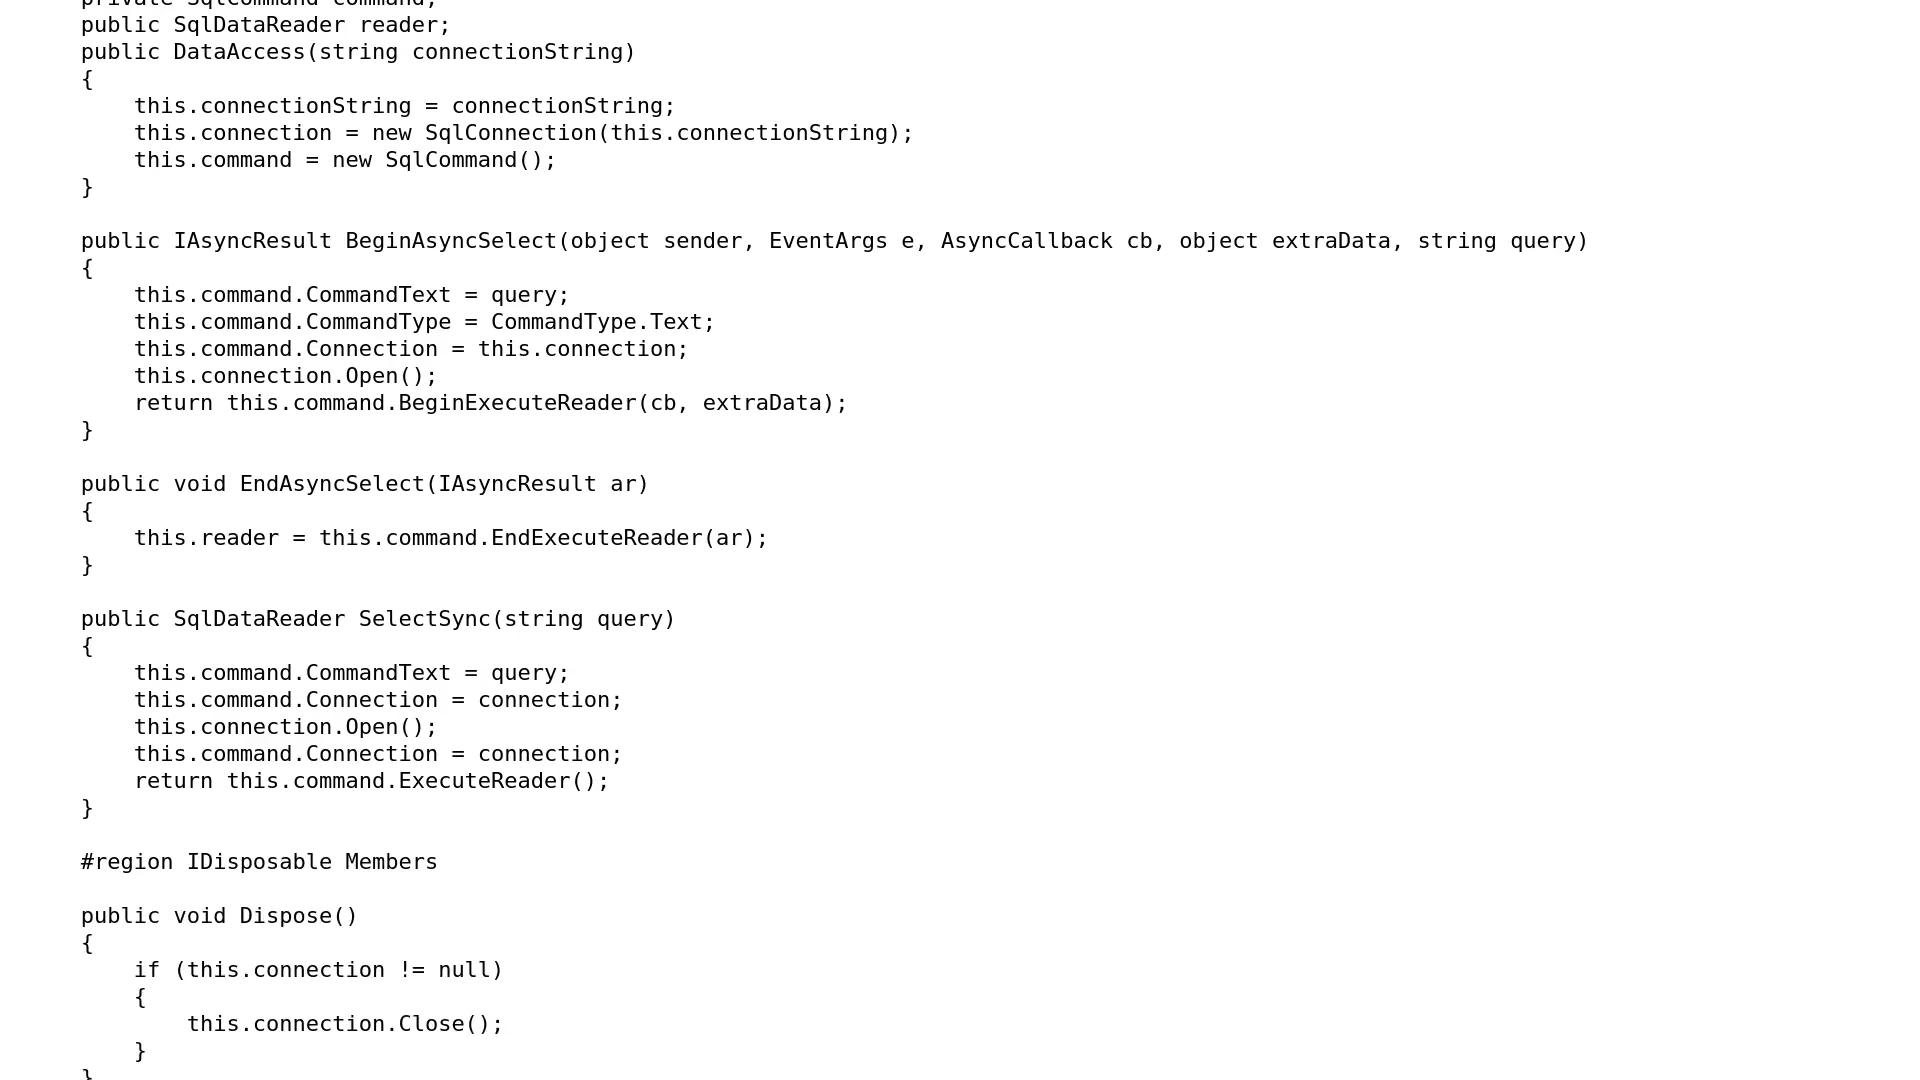 private SqlCommand command;
public SqlDataReader reader;
public DataAccess(string connectionString)
{
    this.connectionString = connectionString;
    this.connection = new SqlConnection(this.connectionString);
    this.command = new SqlCommand();
}

public IAsyncResult BeginAsyncSelect(object sender, EventArgs e, AsyncCallback cb, object extraData, string query)
{
    this.command.CommandText = query;
    this.command.CommandType = CommandType.Text;
    this.command.Connection = this.connection;
    this.connection.Open();
    return this.command.BeginExecuteReader(cb, extraData);
}

public void EndAsyncSelect(IAsyncResult ar)
{
    this.reader = this.command.EndExecuteReader(ar);
}

public SqlDataReader SelectSync(string query)
{
    this.command.CommandText = query;
    this.command.Connection = connection;
    this.connection.Open();
    this.command.Connection = connection;
    return this.command.ExecuteReader();
}

#region IDisposable Members

public void Dispose()
{
    if (this.connection != null)
    {
        this.connection.Close();
    }
}